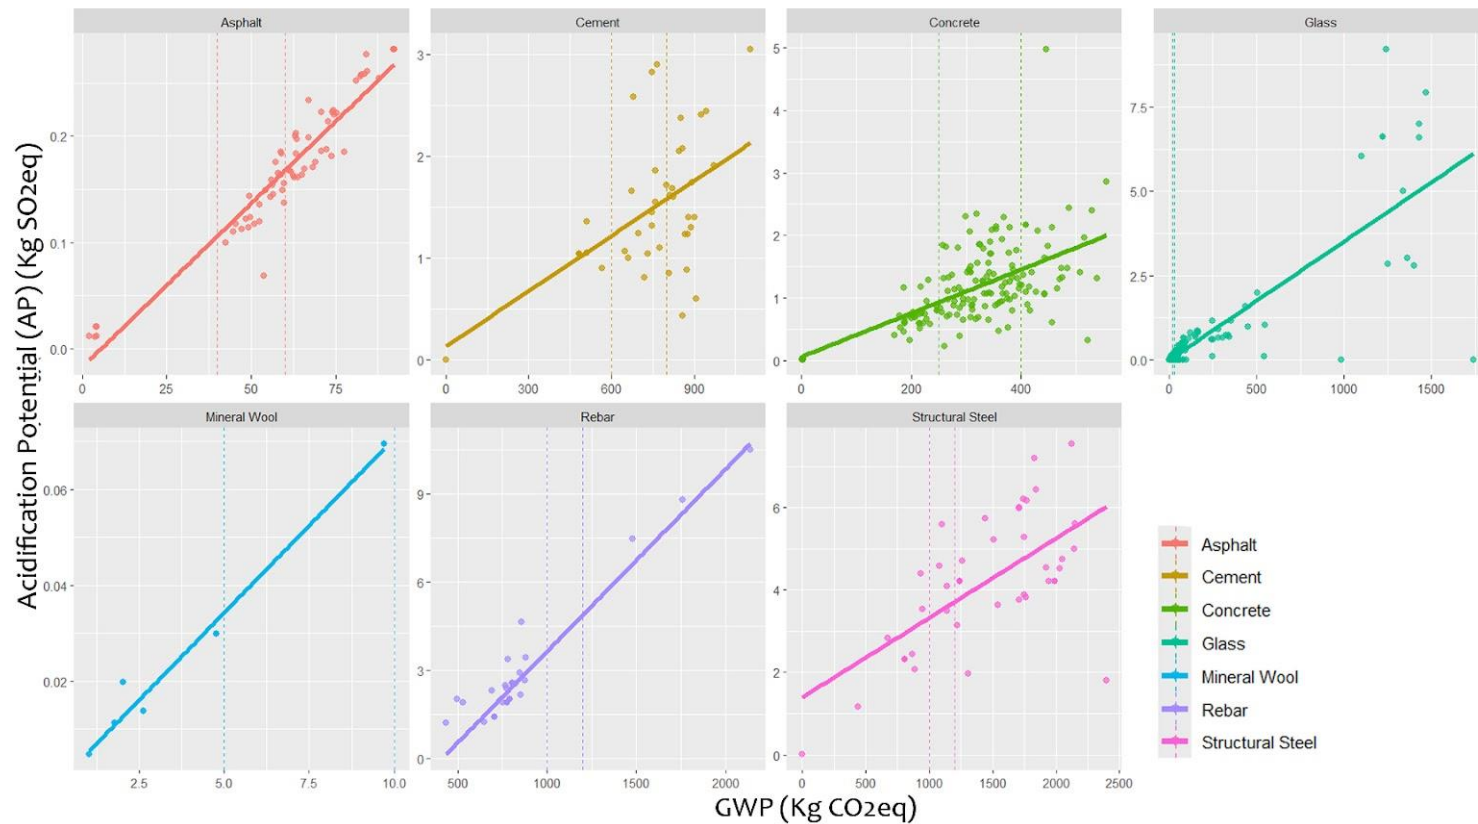 Acidification Potential (AP) (Kg SO2eq)
Asphalt
0.2
0.1
0.0
0 25 50 75
Cement
3
2
1
0
0 300 600 900
Concrete
5
4
3
2
1
0
0 200 400
Glass
7.5
5.0
2.5
0.0
0 500 1000 1500
Mineral Wool
0.06
0.04
0.02
2.5 5.0 7.5 10.0
Rebar
9
6
3
0
500 1000 1500 2000
Structural Steel
6
4
2
0
0 500 1000 1500 2000 2500
GWP (Kg CO2eq)
Asphalt
Cement
Concrete
Glass
Mineral Wool
Rebar
Structural Steel